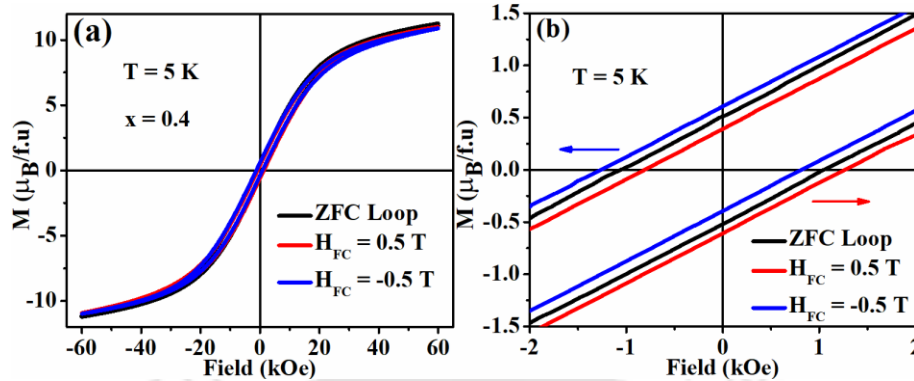 (a)
T = 5 K
x = 0.4
ZFC Loop
H_FC = 0.5 T
H_FC = -0.5 T
M (μ_B/f.u)
10
5
0
-5
-10
-60 -40 -20 0 20 40 60
Field (kOe)
(b)
T = 5 K
ZFC Loop
H_FC = 0.5 T
H_FC = -0.5 T
M (μ_B/f.u)
1.5
1.0
0.5
0.0
-0.5
-1.0
-1.5
-2 -1 0 1 2
Field (kOe)